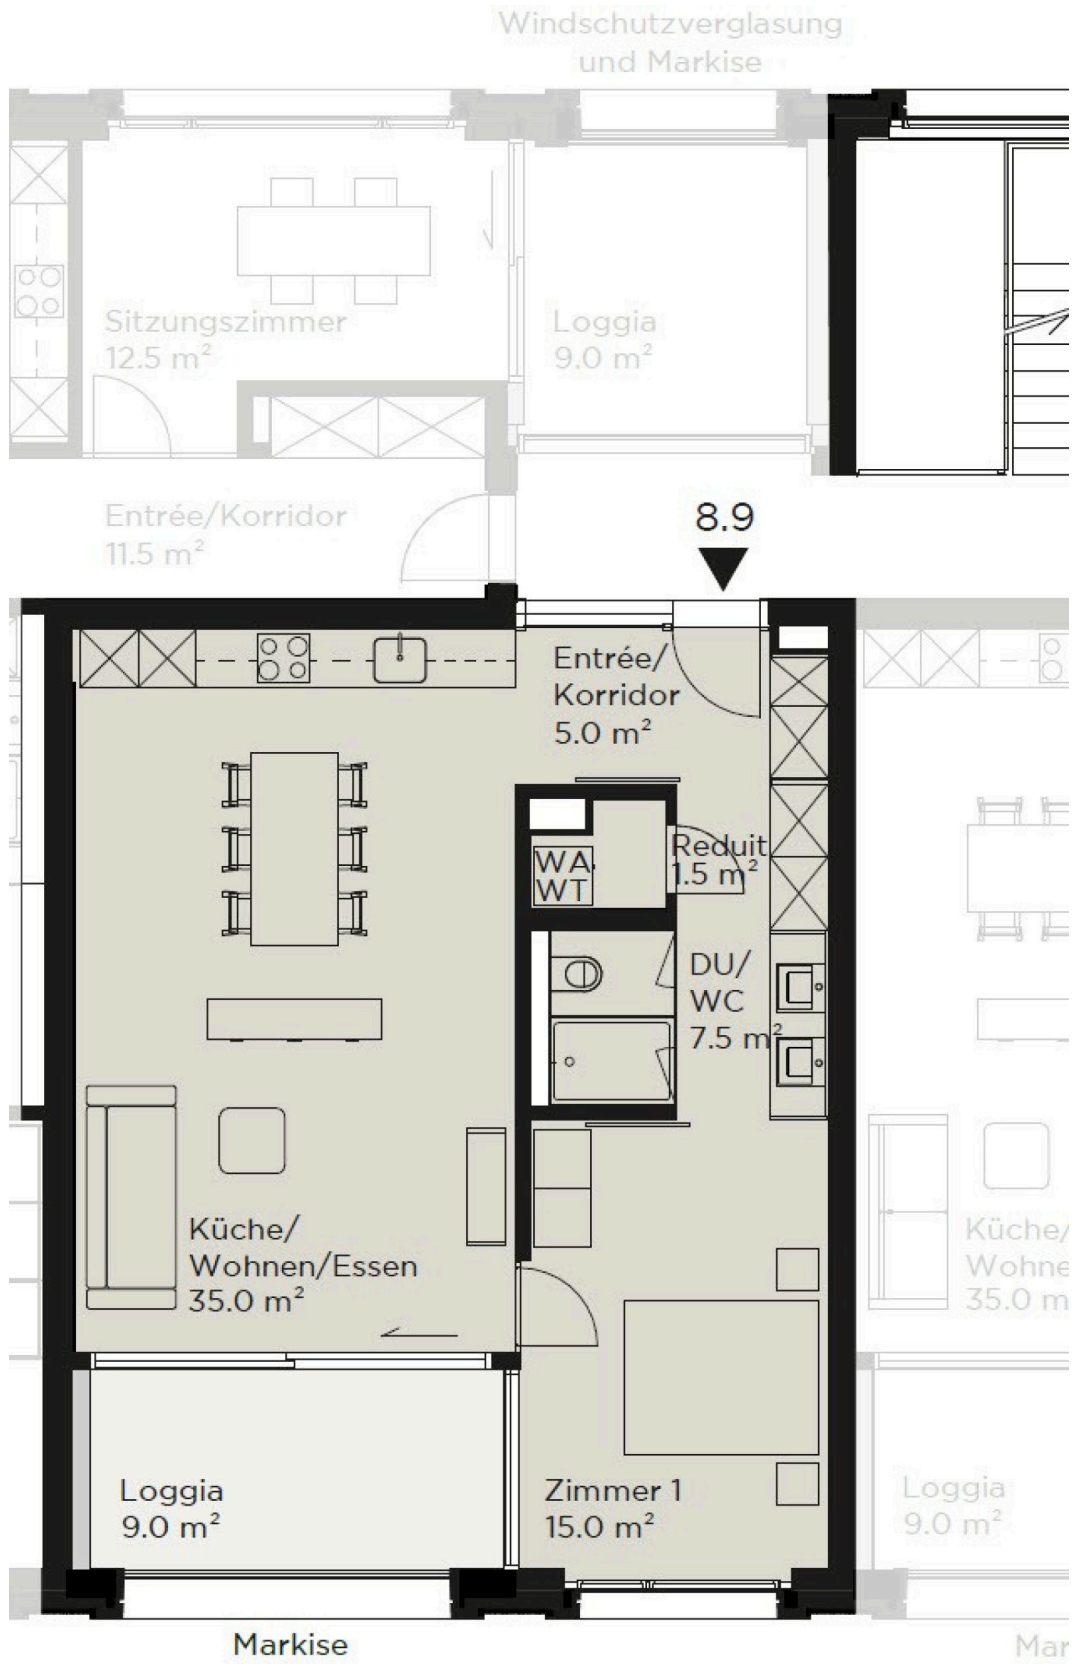 Windschutzverglasung
und Markise
Sitzungszimmer
12.5 m²
Loggia
9.0 m²
Entrée/Korridor
11.5 m²
8.9
Entrée/
Korridor
5.0 m²
Reduit
1.5 m²
WA
WT
DU/
WC
7.5 m²
Küche/
Wohnen/Essen
35.0 m²
Küche/
Wohne
35.0 m
Loggia
9.0 m²
Zimmer 1
15.0 m²
Loggia
9.0 m²
Markise
Mar